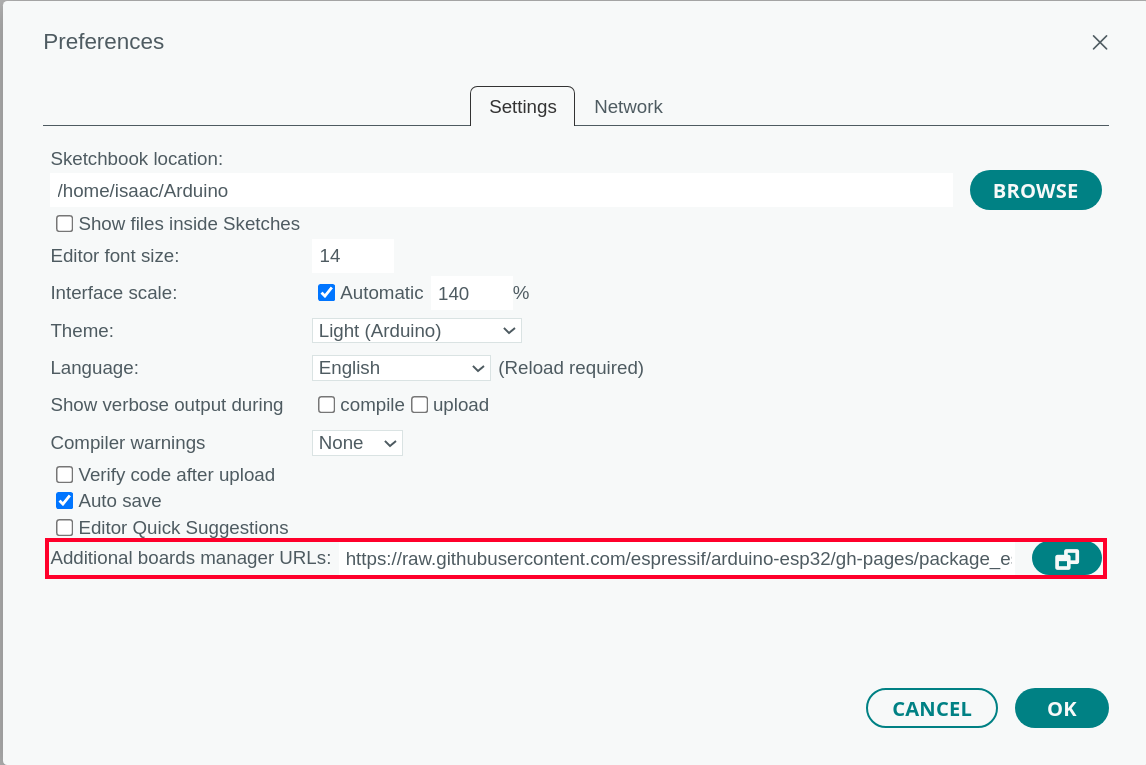 Preferences
Settings Network
Sketchbook location:
/home/isaac/Arduino BROWSE
Show files inside Sketches
Editor font size: 14
Interface scale: Automatic 140 %
Theme: Light (Arduino)
Language: English (Reload required)
Show verbose output during compile upload
Compiler warnings None
Verify code after upload
Auto save
Editor Quick Suggestions
Additional boards manager URLs: https://raw.githubusercontent.com/espressif/arduino-esp32/gh-pages/package_e
CANCEL OK